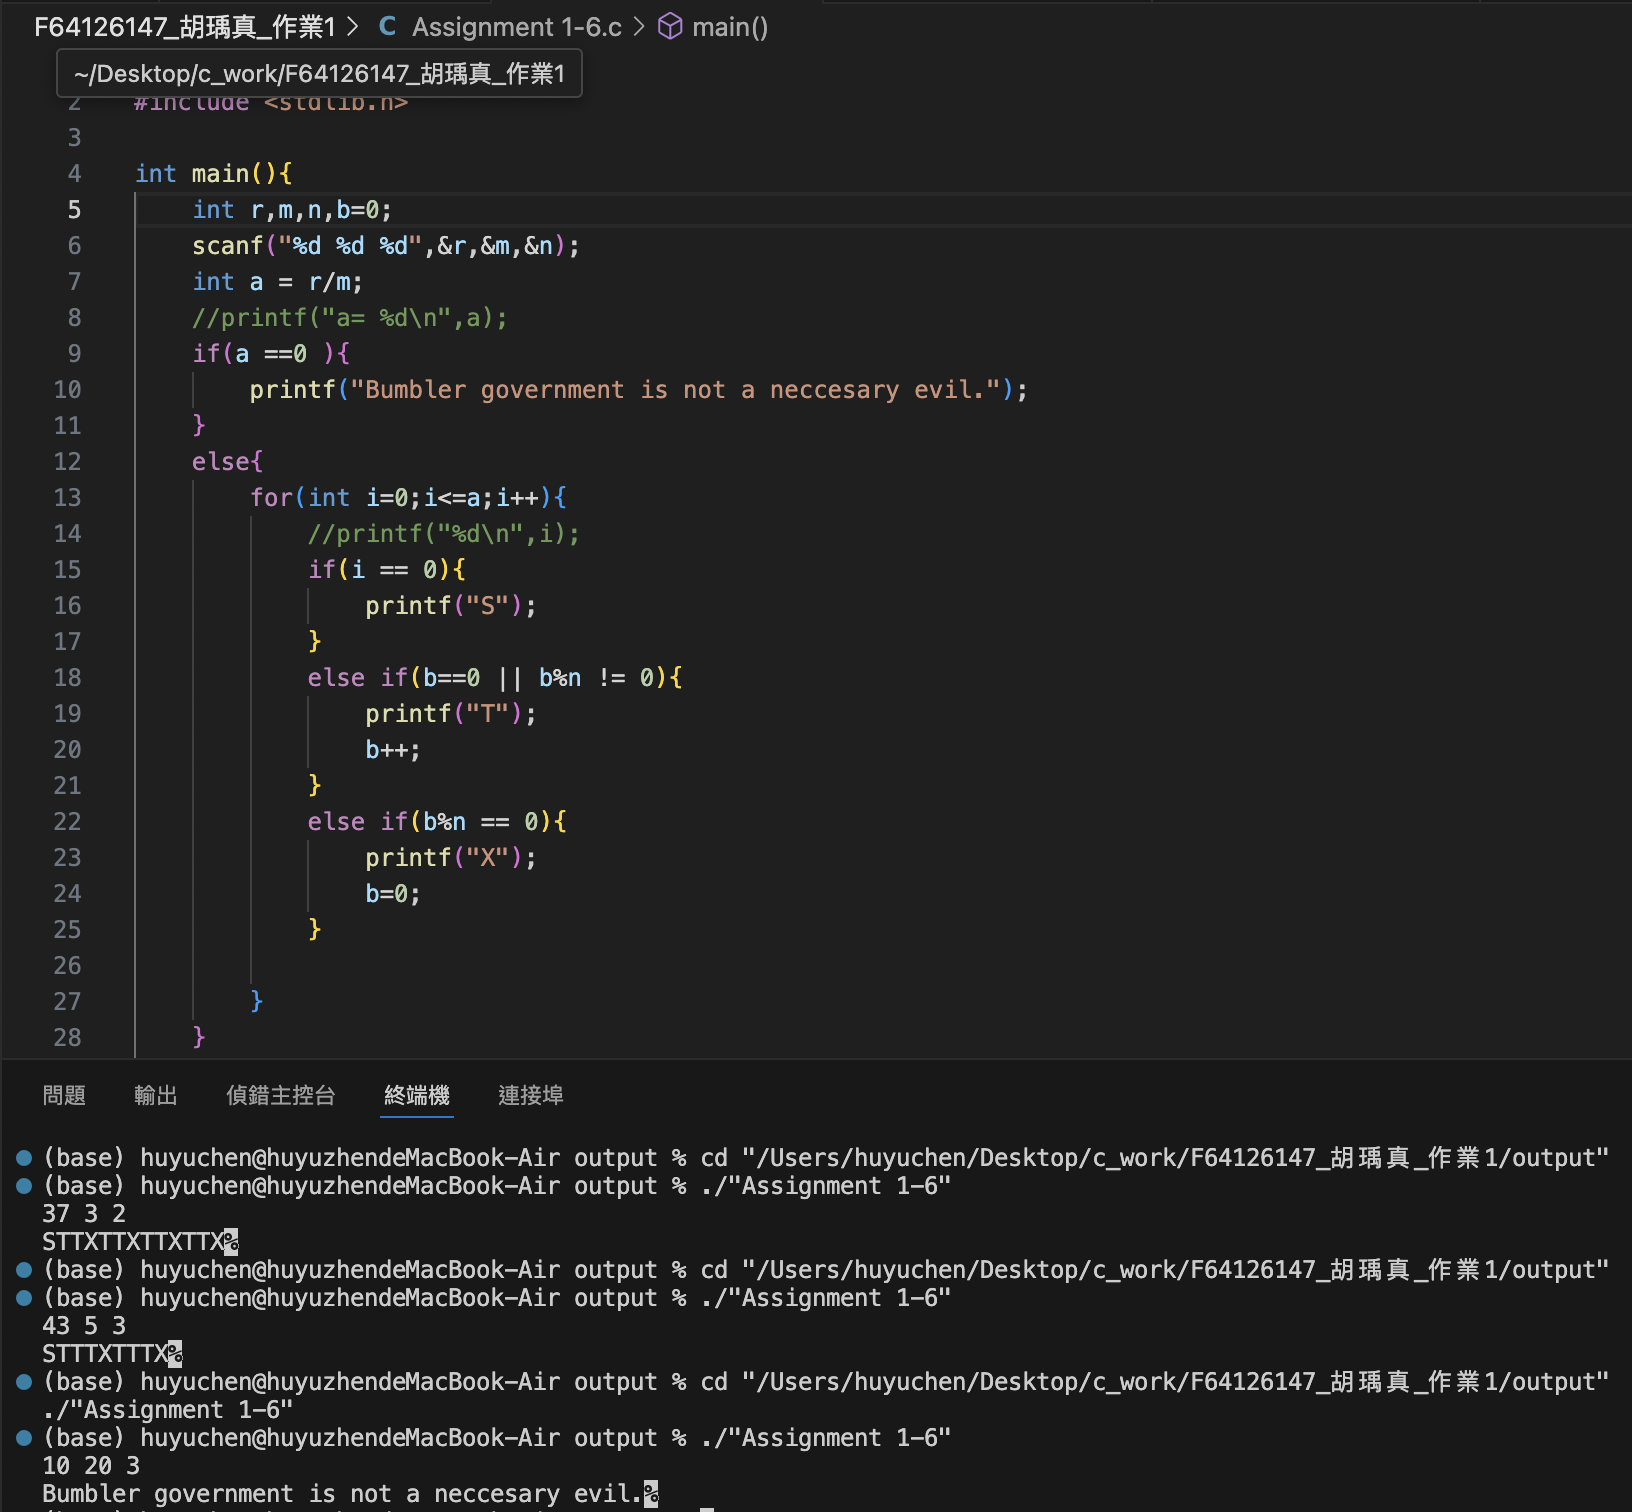 F64126147_胡瑀真_作業1 > C Assignment 1-6.c > main()
~/Desktop/c_work/F64126147_胡瑀真_作業1
2 #include <stdlib.h>
3
4 int main(){
5 int r,m,n,b=0;
6 scanf("%d %d %d",&r,&m,&n);
7 int a = r/m;
8 //printf("a= %d\n",a);
9 if(a ==0 ){
10 printf("Bumbler government is not a neccesary evil.");
11 }
12 else{
13 for(int i=0;i<=a;i++){
14 //printf("%d\n",i);
15 if(i == 0){
16 printf("S");
17 }
18 else if(b==0 || b%n != 0){
19 printf("T");
20 b++;
21 }
22 else if(b%n == 0){
23 printf("X");
24 b=0;
25 }
26
27 }
28 }
問題 輸出 偵錯主控台 終端機 連接埠
(base) huyuchen@huyuzhendeMacBook-Air output % cd "/Users/huyuchen/Desktop/c_work/F64126147_胡瑀真_作業1/output"
(base) huyuchen@huyuzhendeMacBook-Air output % ./"Assignment 1-6"
37 3 2
STTXTTXTTXTTX%
(base) huyuchen@huyuzhendeMacBook-Air output % cd "/Users/huyuchen/Desktop/c_work/F64126147_胡瑀真_作業1/output"
(base) huyuchen@huyuzhendeMacBook-Air output % ./"Assignment 1-6"
43 5 3
STTTXTTTX%
(base) huyuchen@huyuzhendeMacBook-Air output % cd "/Users/huyuchen/Desktop/c_work/F64126147_胡瑀真_作業1/output"
./"Assignment 1-6"
(base) huyuchen@huyuzhendeMacBook-Air output % ./"Assignment 1-6"
10 20 3
Bumbler government is not a neccesary evil.%